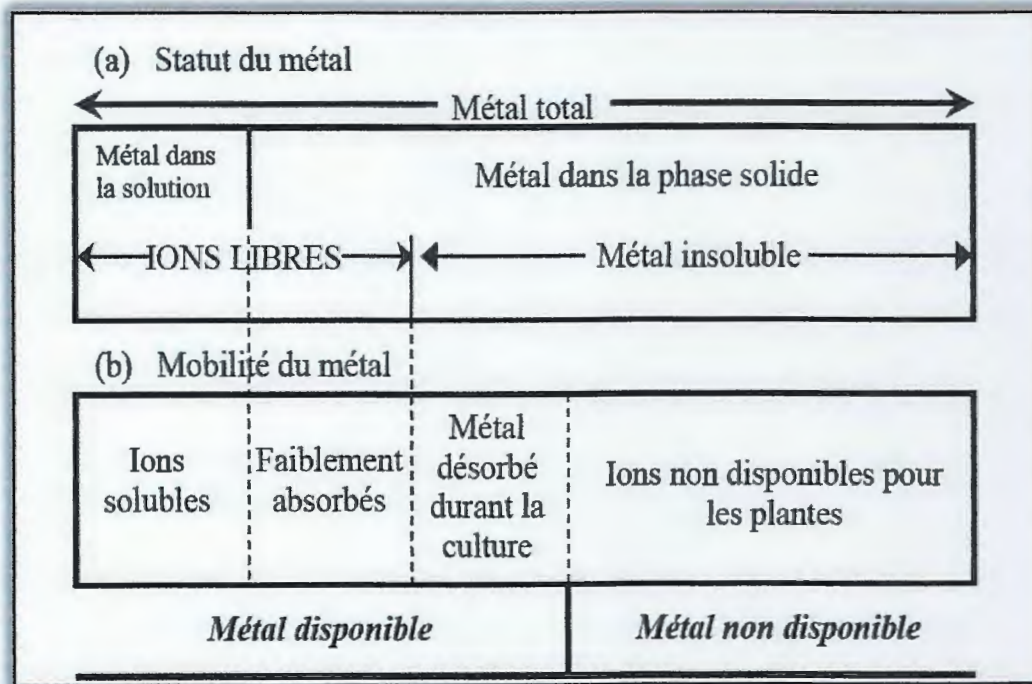 (a) Statut du métal
Métal total
Métal dans
la solution
Métal dans la phase solide
IONS LIBRES
Métal insoluble
(b) Mobilité du métal
Ions
solubles
Faiblement
absorbés
Métal
désorbé
durant la
culture
Ions non disponibles pour
les plantes
Métal disponible
Métal non disponible